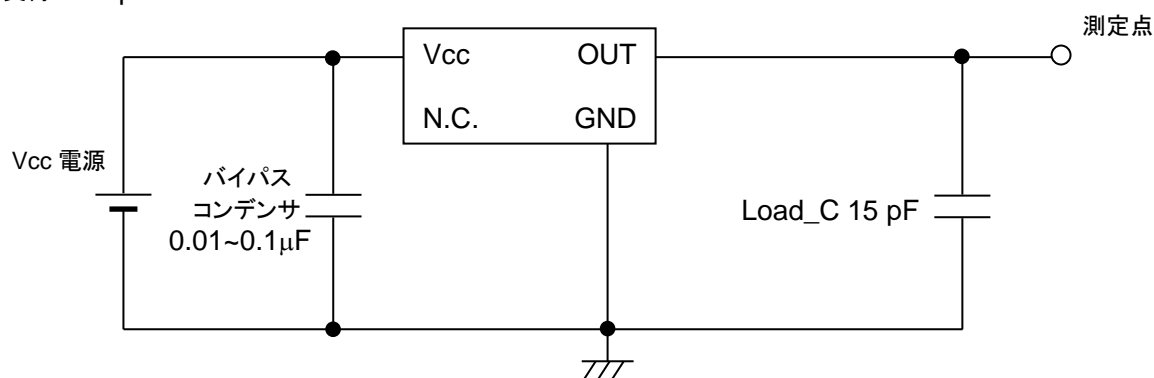 測定点
Vcc OUT
N.C. GND
Vcc 電源
バイパス
コンデンサ
0.01~0.1μF
Load_C 15 pF